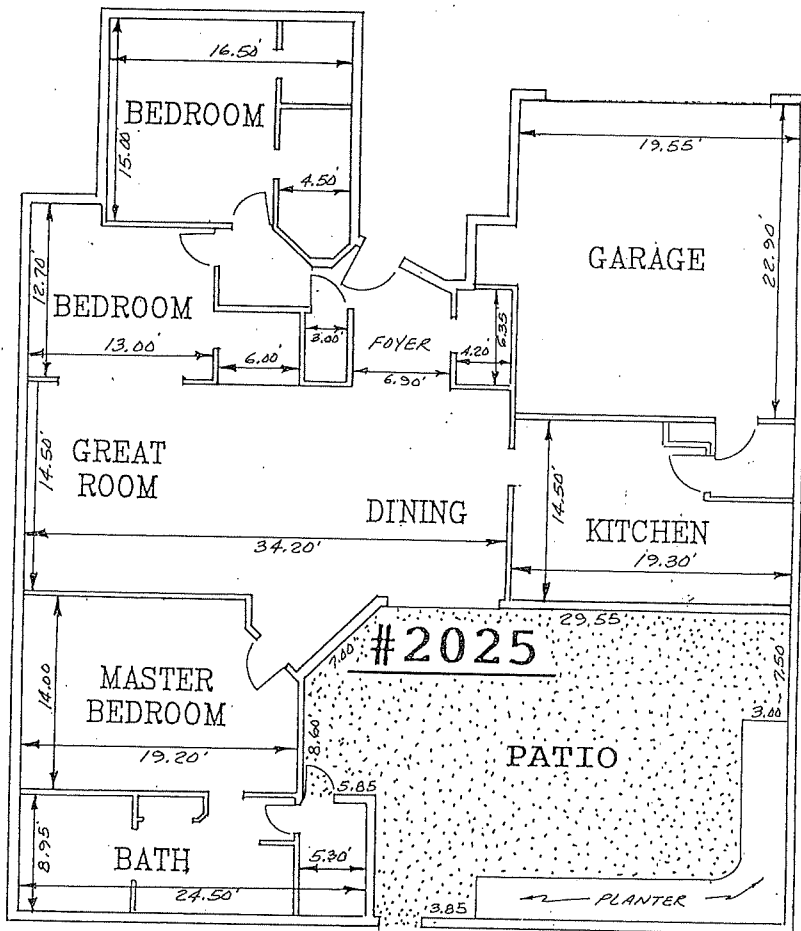 16.50'
BEDROOM
15.00'
4.50'
19.55'
GARAGE
22.90'
12.70'
BEDROOM
13.00'
6.00'
3.00'
FOYER
6.90'
4.20'
6.35'
GREAT
ROOM
14.50'
DINING
34.20'
14.50'
KITCHEN
19.30'
29.55
7.00'
#2025
7.50'
3.00
14.00
MASTER
BEDROOM
19.20'
8.60'
5.85
PATIO
8.95'
BATH
5.30'
24.50'
3.85
PLANTER